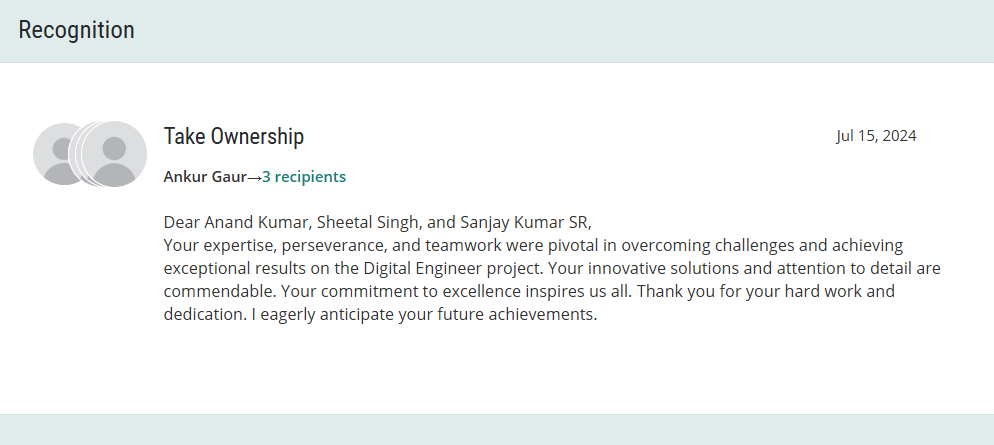 Recognition
Take Ownership
Jul 15, 2024
Ankur Gaur→3 recipients
Dear Anand Kumar, Sheetal Singh, and Sanjay Kumar SR,
Your expertise, perseverance, and teamwork were pivotal in overcoming challenges and achieving
exceptional results on the Digital Engineer project. Your innovative solutions and attention to detail are
commendable. Your commitment to excellence inspires us all. Thank you for your hard work and
dedication. I eagerly anticipate your future achievements.